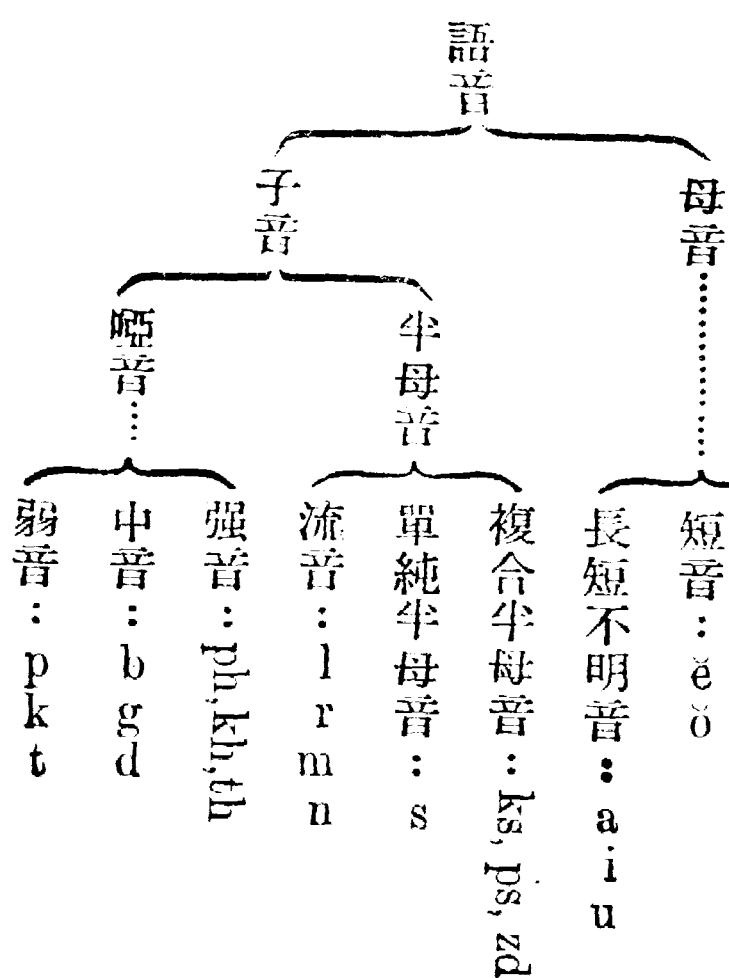 語音
母音
子音
半母音
啞音
短音：ĕ ŏ
長短不明音：a i u
複合半母音：ks, ps, zd
單純半母音：s
流音：l r m n
强音：ph, kh, th
中音：b g d
弱音：p k t